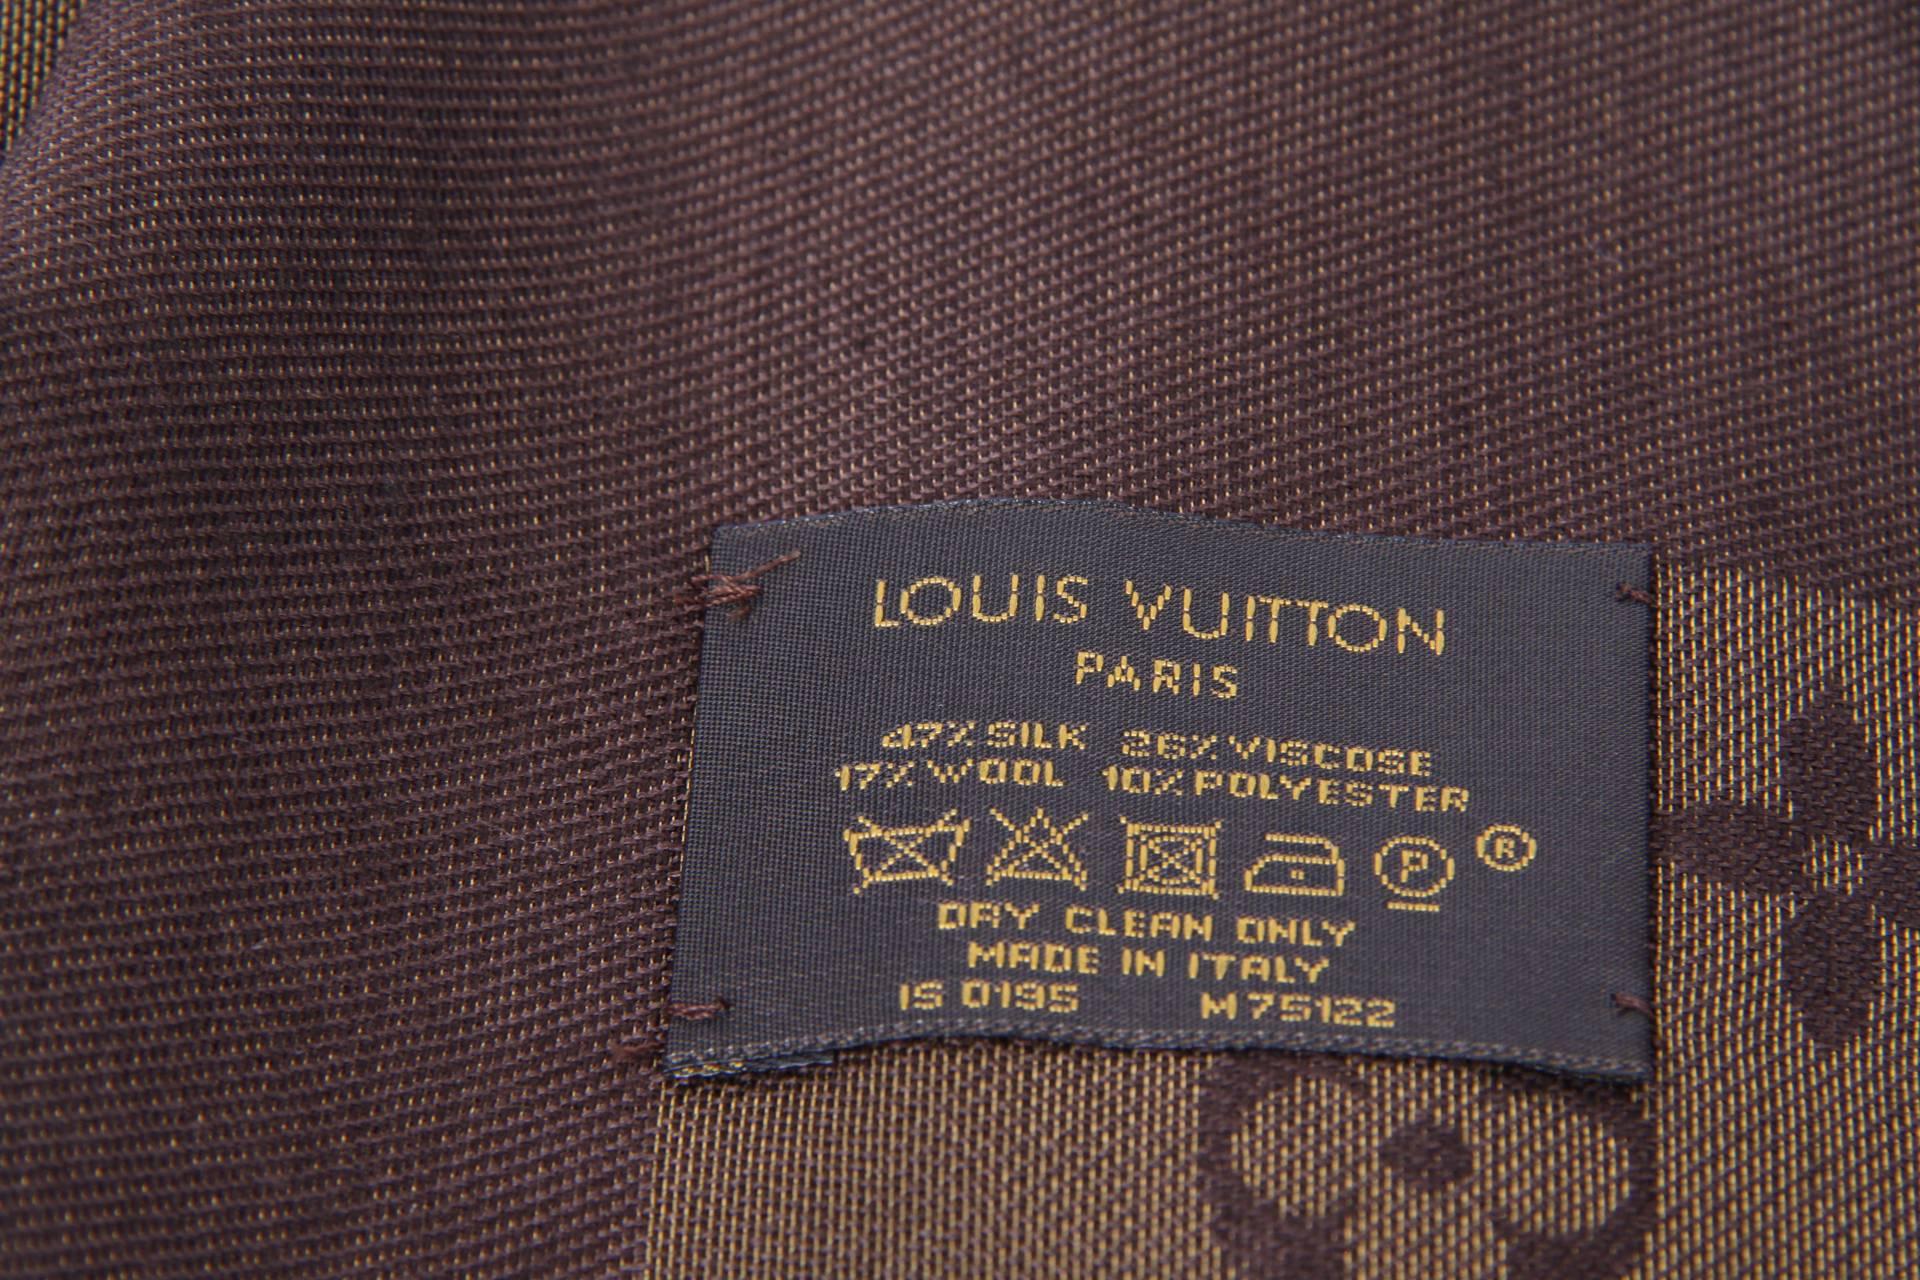 LOUIS VUITTON
PARIS
47% SILK 26% VISCOSE
17% WOOL 10% POLYESTER
P ®
DRY CLEAN ONLY
MADE IN ITALY
IS 0195 M75122